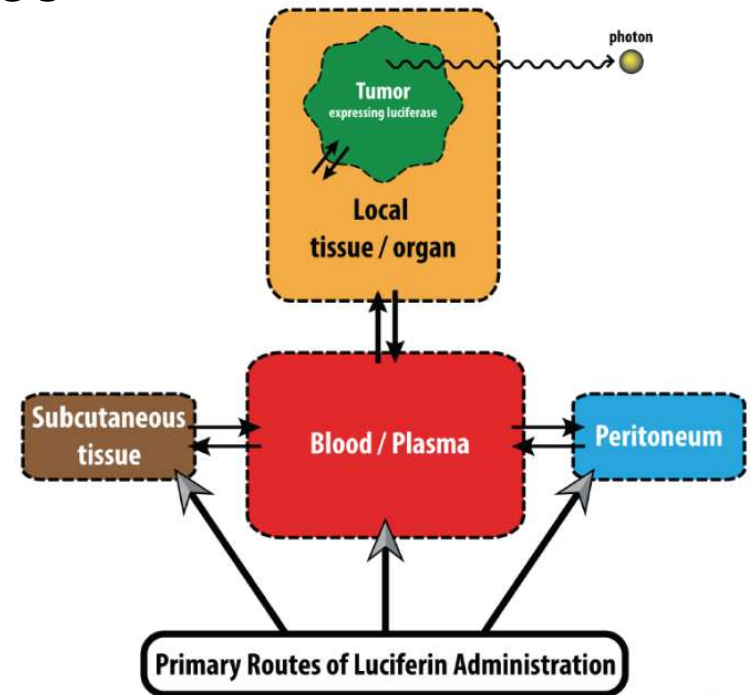 photon
Tumor
expressing luciferase
Local
tissue / organ
Subcutaneous
tissue
Blood / Plasma
Peritoneum
Primary Routes of Luciferin Administration